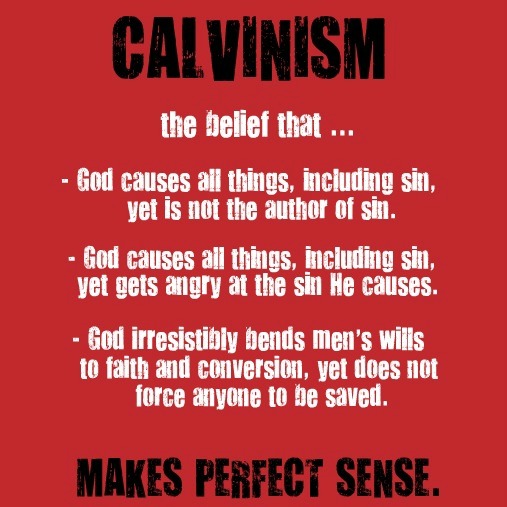 CALVINISM
the belief that ...
- God causes all things, including sin,
yet is not the author of sin.
- God causes all things, including sin,
yet gets angry at the sin He causes.
- God irresistibly bends men's wills
to faith and conversion, yet does not
force anyone to be saved.
MAKES PERFECT SENSE.